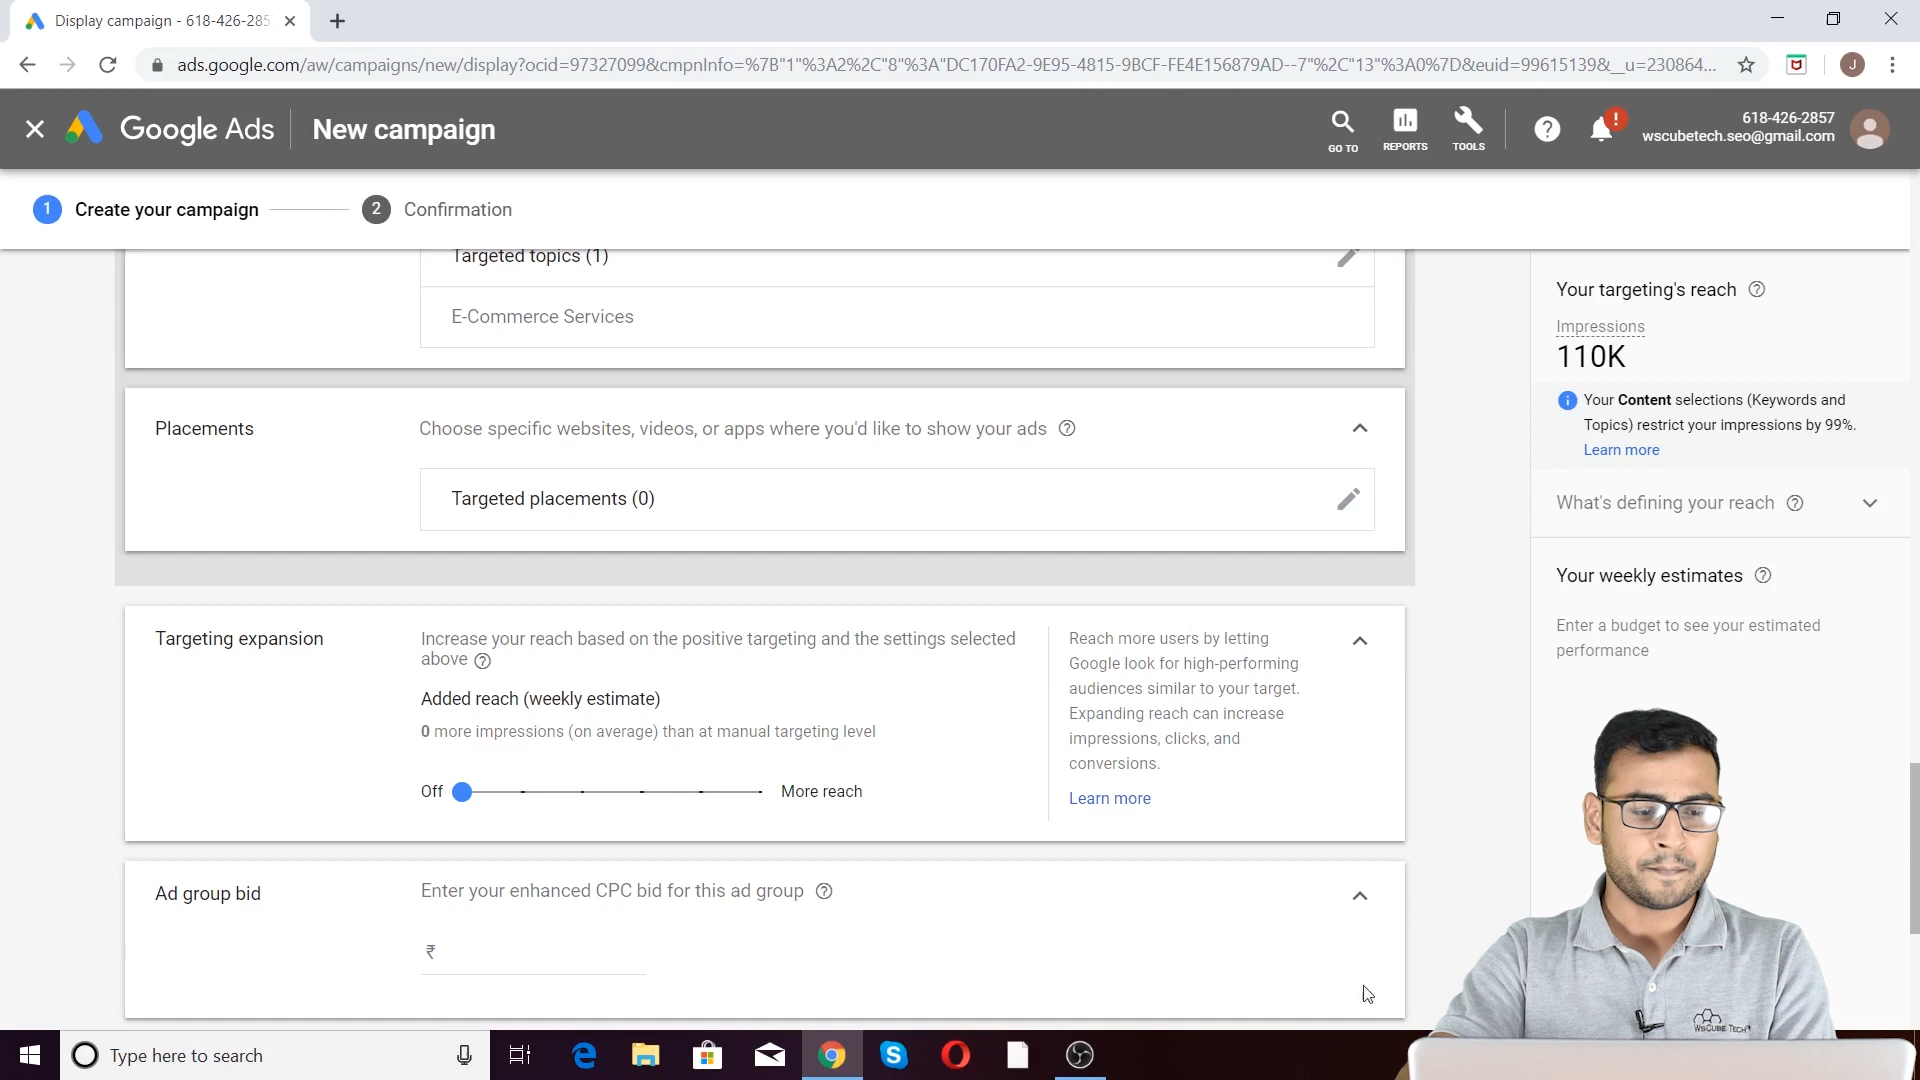 Display campaign - 618-426-285
ads.google.com/aw/campaigns/new/display?ocid=97327099&cmpnInfo=%7B"1"%3A2%2C"8"%3A"DC170FA2-9E95-4815-9BCF-FE4E156879AD--7"%2C"13"%3A0%7D&euid=99615139&__u=230864...
J
Google Ads
New campaign
GO TO
REPORTS
TOOLS
!
618-426-2857
wscubetech.seo@gmail.com
1 Create your campaign
2 Confirmation
Targeted topics (1)
E-Commerce Services
Placements
Choose specific websites, videos, or apps where you'd like to show your ads
Targeted placements (0)
Targeting expansion
Increase your reach based on the positive targeting and the settings selected
above
Added reach (weekly estimate)
0 more impressions (on average) than at manual targeting level
Off
More reach
Reach more users by letting
Google look for high-performing
audiences similar to your target.
Expanding reach can increase
impressions, clicks, and
conversions.
Learn more
Ad group bid
Enter your enhanced CPC bid for this ad group
₹
Your targeting's reach
Impressions
110K
Your Content selections (Keywords and
Topics) restrict your impressions by 99%.
Learn more
What's defining your reach
Your weekly estimates
Enter a budget to see your estimated
performance
WsCube Tech
Type here to search